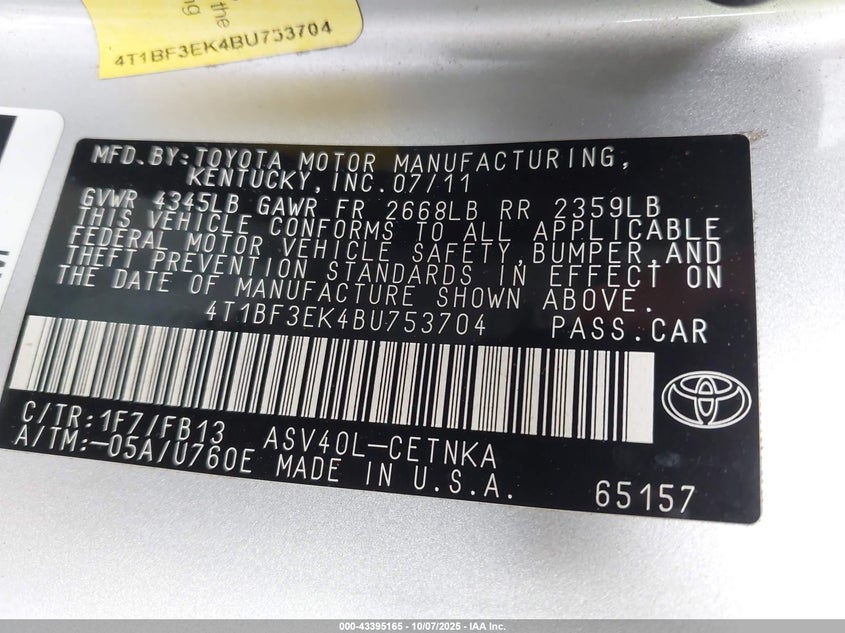 the
ng
4T1BF3EK4BU753704
MFD.BY:TOYOTA MOTOR MANUFACTURING,
KENTUCKY,INC.07/11
GVWR 4345LB GAWR FR 2668LB RR 2359LB
THIS VEHICLE CONFORMS TO ALL APPLICABLE
FEDERAL MOTOR VEHICLE SAFETY,BUMPER,AND
THEFT PREVENTION STANDARDS IN EFFECT ON
THE DATE OF MANUFACTURE SHOWN ABOVE.
4T1BF3EK4BU753704 PASS.CAR
C/TR:1F7/FB13 ASV40L-CETNKA
A/TM:-05A/U760E MADE IN U.S.A. 65157
000-43395165 - 10/07/2025 - IAA Inc.